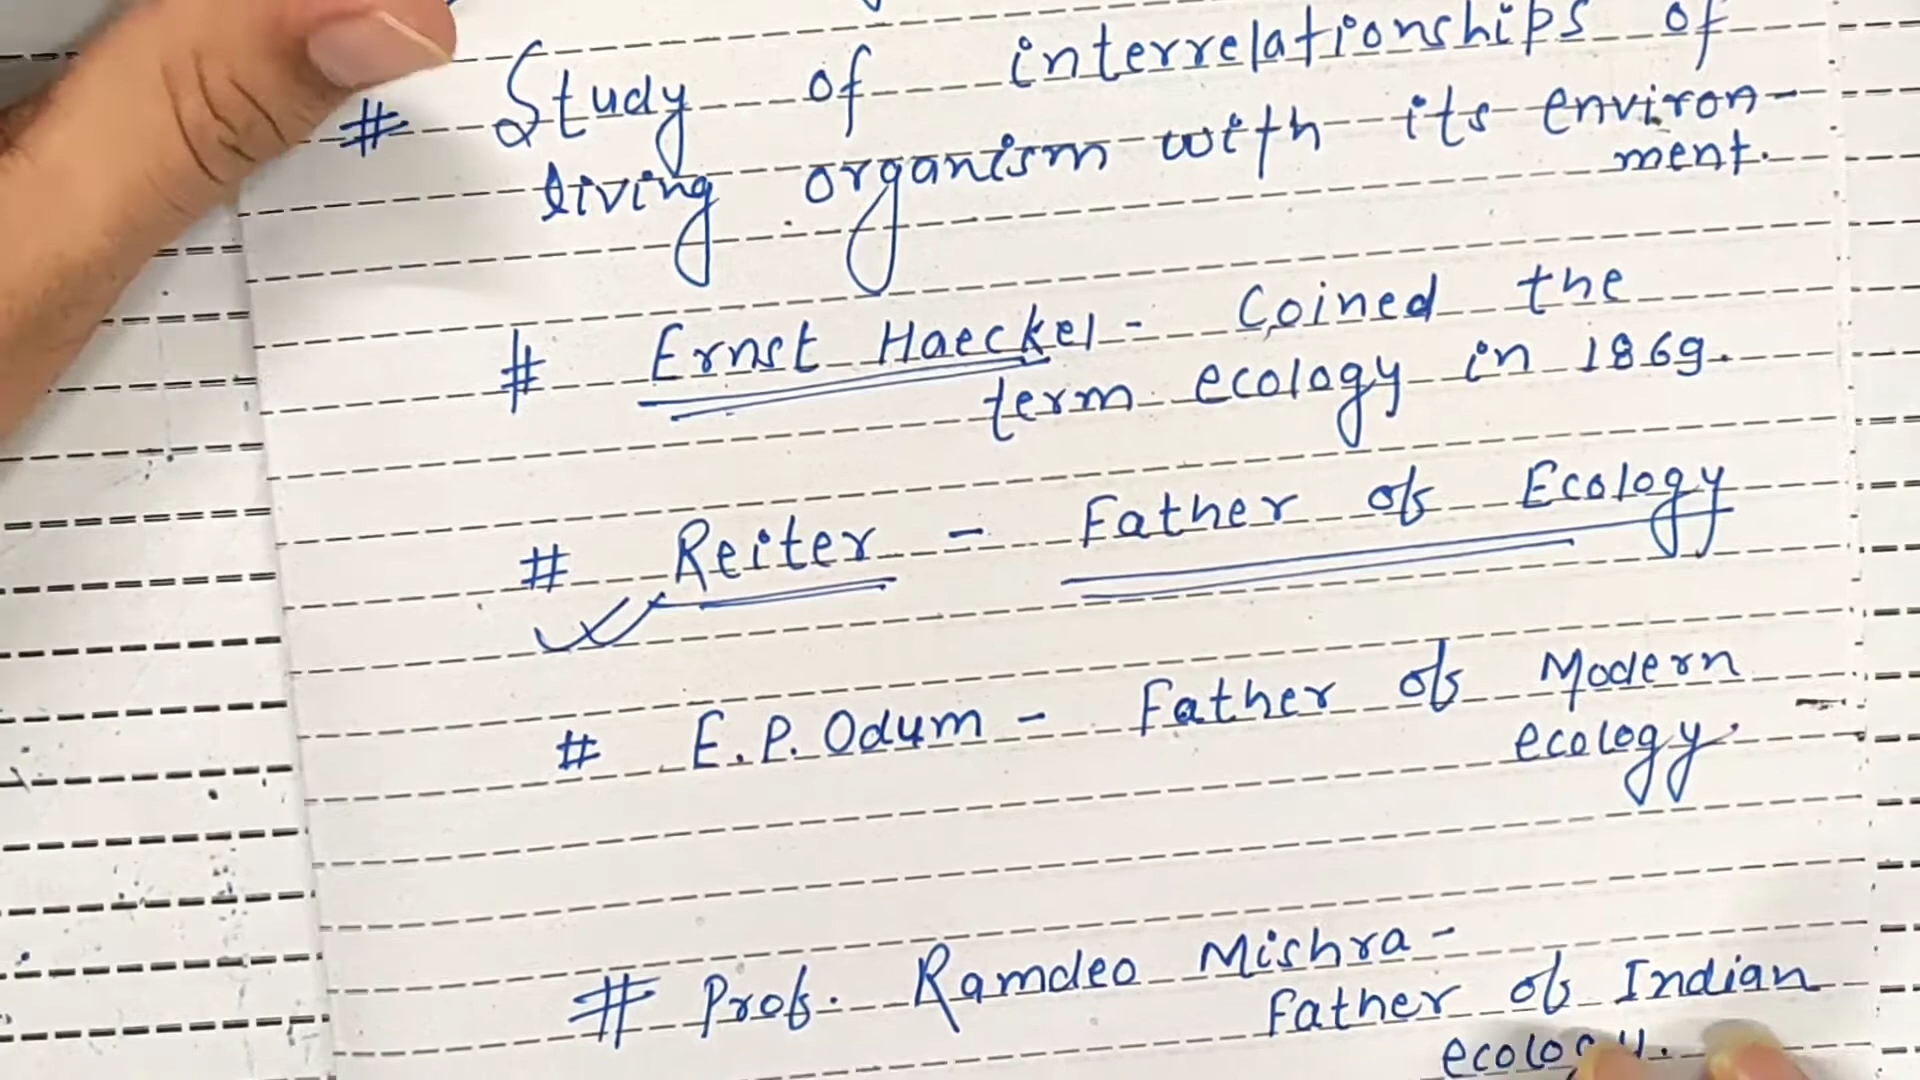 # Study of interrelationships of
living organism with its environ-
ment.
# Ernst Haeckel - Coined the
term ecology in 1869.
# Reiter - Father of Ecology
# E.P. Odum - Father of Modern
ecology.
# Prof. Ramdeo Mishra -
Father of Indian
ecology.